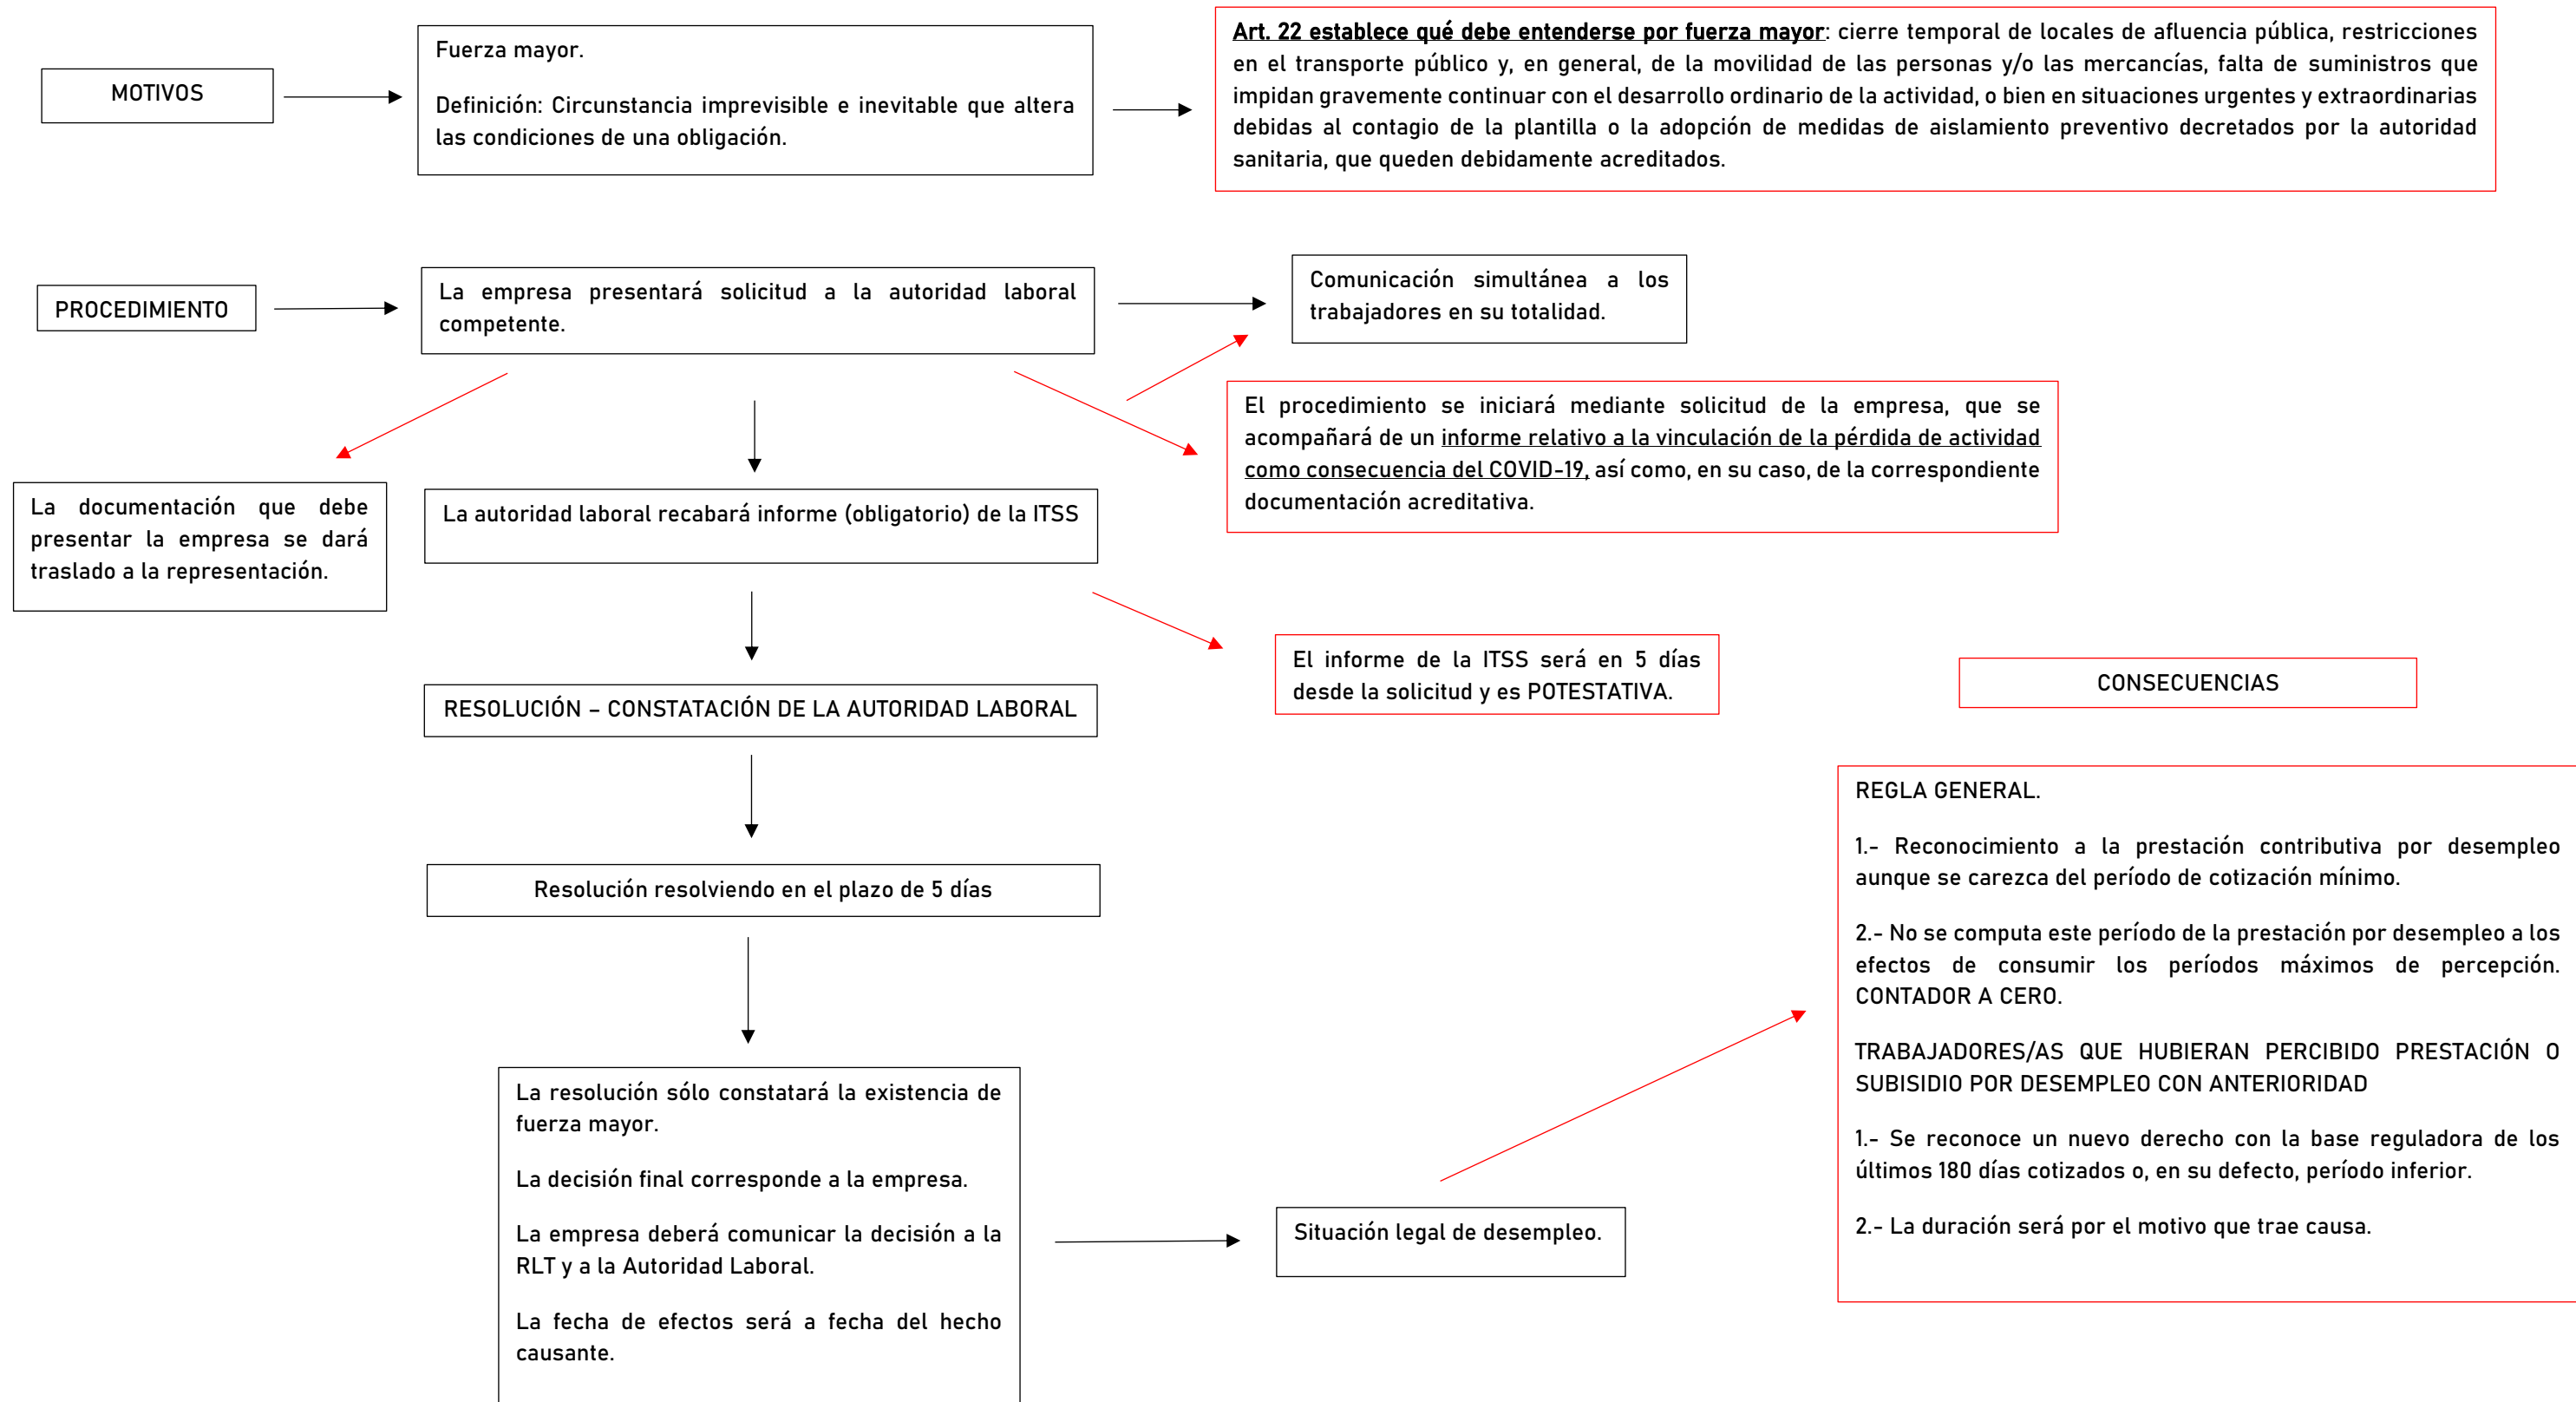 MOTIVOS
Fuerza mayor.
Definición: Circunstancia imprevisible e inevitable que altera
las condiciones de una obligación.
Art. 22 establece qué debe entenderse por fuerza mayor: cierre temporal de locales de afluencia pública, restricciones
en el transporte público y, en general, de la movilidad de las personas y/o las mercancías, falta de suministros que
impidan gravemente continuar con el desarrollo ordinario de la actividad, o bien en situaciones urgentes y extraordinarias
debidas al contagio de la plantilla o la adopción de medidas de aislamiento preventivo decretados por la autoridad
sanitaria, que queden debidamente acreditados.
PROCEDIMIENTO
La empresa presentará solicitud a la autoridad laboral
competente.
Comunicación simultánea a los
trabajadores en su totalidad.
El procedimiento se iniciará mediante solicitud de la empresa, que se
acompañará de un informe relativo a la vinculación de la pérdida de actividad
como consecuencia del COVID-19, así como, en su caso, de la correspondiente
documentación acreditativa.
La documentación que debe
presentar la empresa se dará
traslado a la representación.
La autoridad laboral recabará informe (obligatorio) de la ITSS
El informe de la ITSS será en 5 días
desde la solicitud y es POTESTATIVA.
RESOLUCIÓN – CONSTATACIÓN DE LA AUTORIDAD LABORAL
Resolución resolviendo en el plazo de 5 días
La resolución sólo constatará la existencia de
fuerza mayor.
La decisión final corresponde a la empresa.
La empresa deberá comunicar la decisión a la
RLT y a la Autoridad Laboral.
La fecha de efectos será a fecha del hecho
causante.
Situación legal de desempleo.
CONSECUENCIAS
REGLA GENERAL.
1.- Reconocimiento a la prestación contributiva por desempleo
aunque se carezca del período de cotización mínimo.
2.- No se computa este período de la prestación por desempleo a los
efectos de consumir los períodos máximos de percepción.
CONTADOR A CERO.
TRABAJADORES/AS QUE HUBIERAN PERCIBIDO PRESTACIÓN O
SUBISIDIO POR DESEMPLEO CON ANTERIORIDAD
1.- Se reconoce un nuevo derecho con la base reguladora de los
últimos 180 días cotizados o, en su defecto, período inferior.
2.- La duración será por el motivo que trae causa.